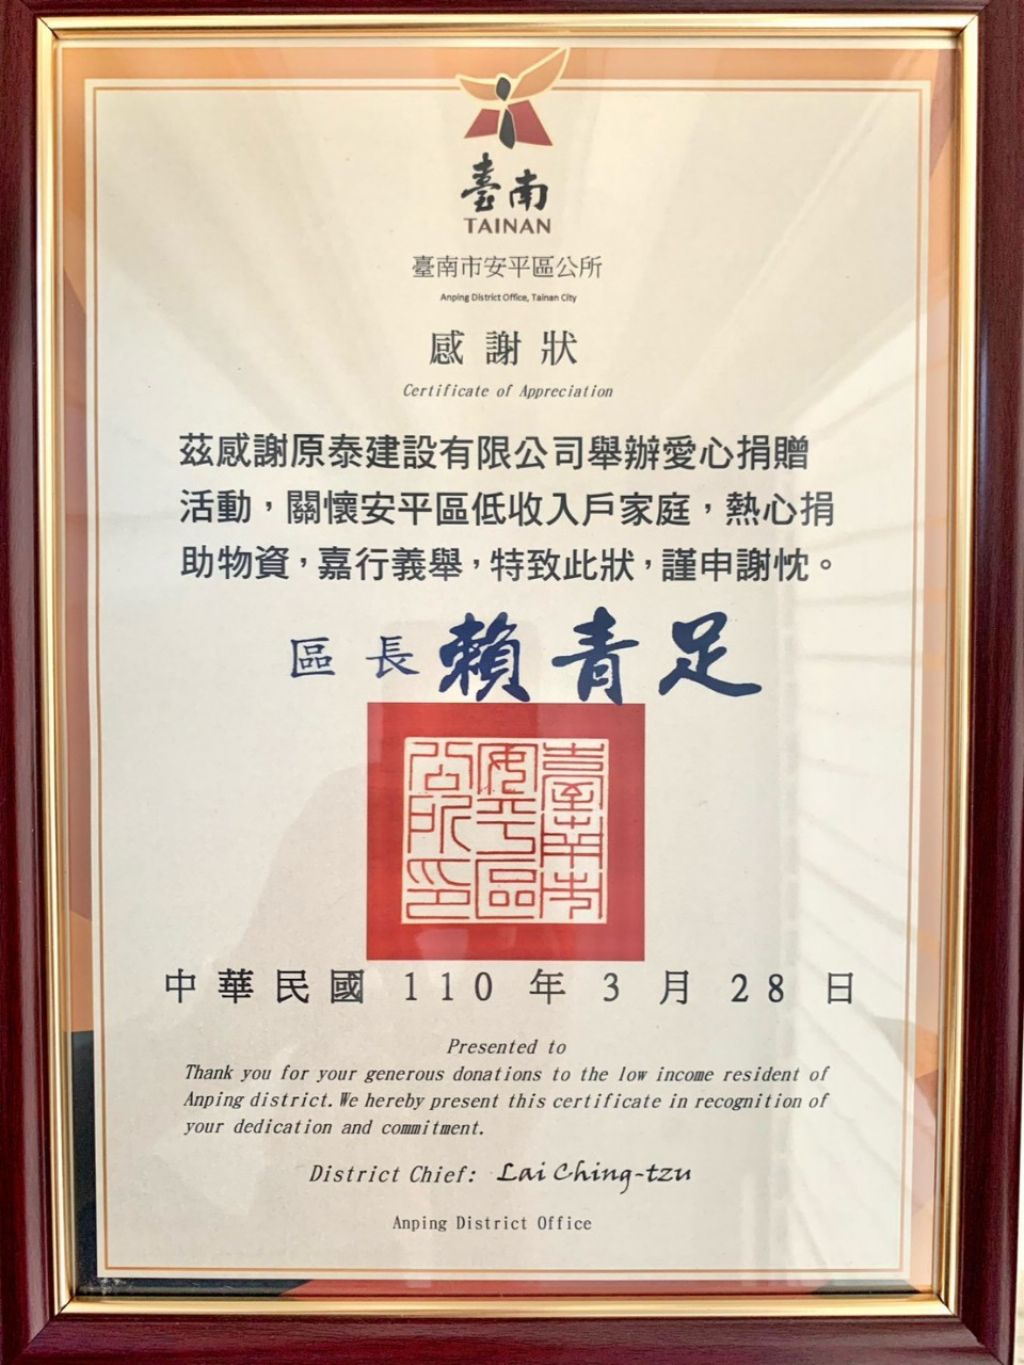 臺南
TAINAN
臺南市安平區公所
Anping District Office, Tainan City
感謝狀
Certificate of Appreciation
茲感謝原泰建設有限公司舉辦愛心捐贈
活動，關懷安平區低收入戶家庭，熱心捐
助物資，嘉行義舉，特致此狀，謹申謝忱。
區長 賴青足
臺南市
安平區
公所印
中華民國 110 年 3 月 28 日
Presented to
Thank you for your generous donations to the low income resident of
Anping district. We hereby present this certificate in recognition of
your dedication and commitment.
District Chief: Lai Ching-tzu
Anping District Office